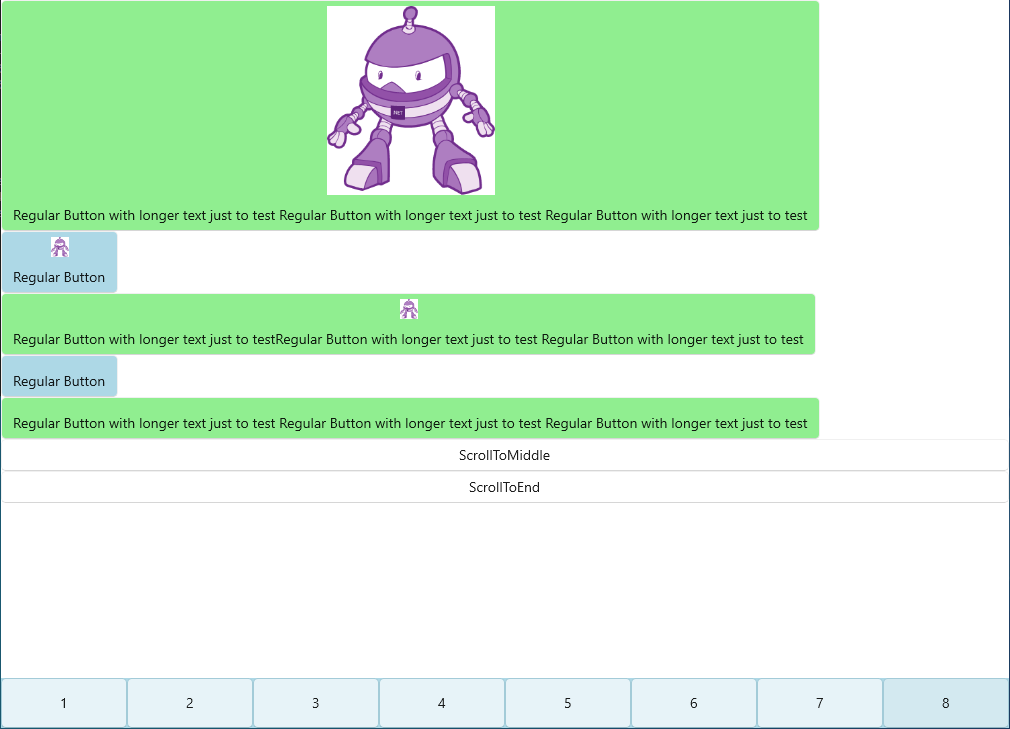 .NET
Regular Button with longer text just to test Regular Button with longer text just to test Regular Button with longer text just to test
Regular Button
Regular Button with longer text just to testRegular Button with longer text just to test Regular Button with longer text just to test
Regular Button
Regular Button with longer text just to test Regular Button with longer text just to test Regular Button with longer text just to test
ScrollToMiddle
ScrollToEnd
1 2 3 4 5 6 7 8